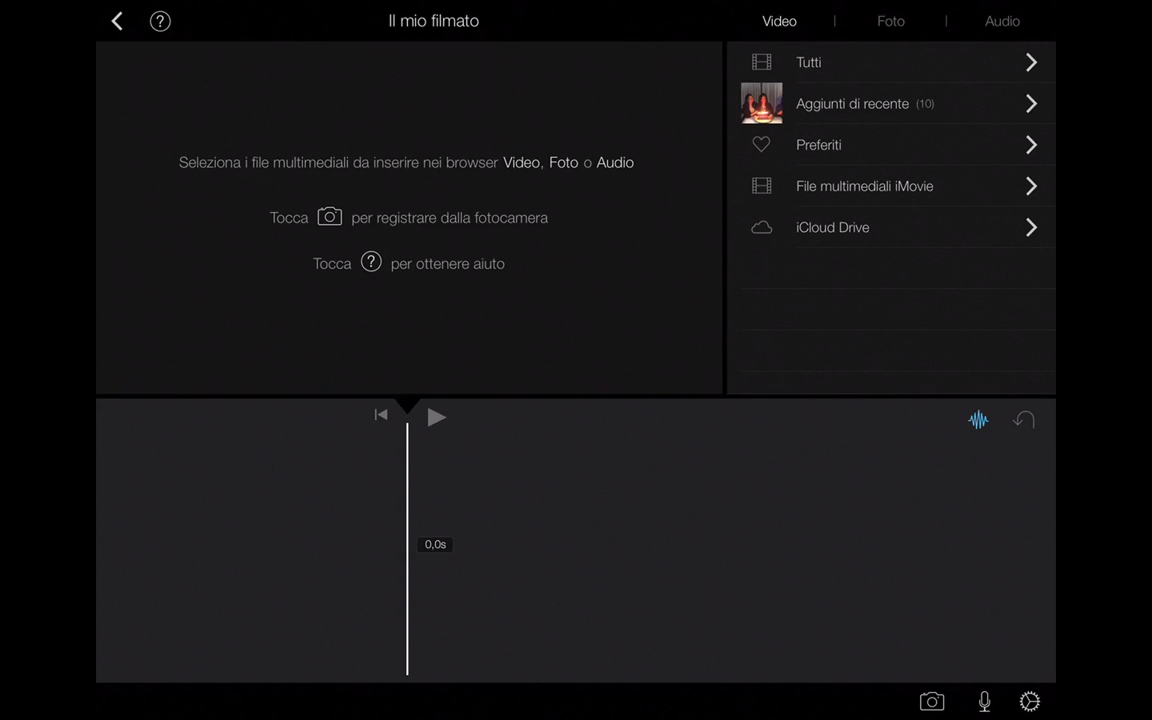 ?
Il mio filmato
Video | Foto | Audio
Tutti
Aggiunti di recente (10)
Preferiti
File multimediali iMovie
iCloud Drive
Seleziona i file multimediali da inserire nei browser Video, Foto o Audio
Tocca per registrare dalla fotocamera
Tocca ? per ottenere aiuto
0,0s